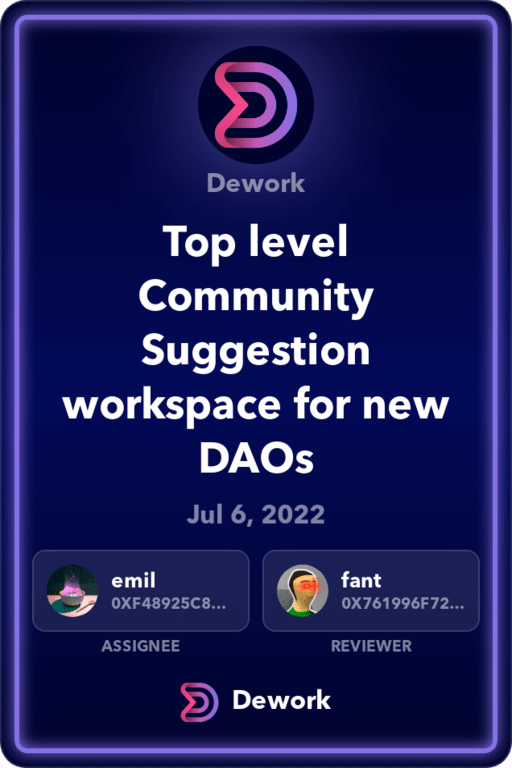 Dework
Top level
Community
Suggestion
workspace for new
DAOs
Jul 6, 2022
emil
0XF48925C8...
fant
0X761996F72...
ASSIGNEE
REVIEWER
Dework